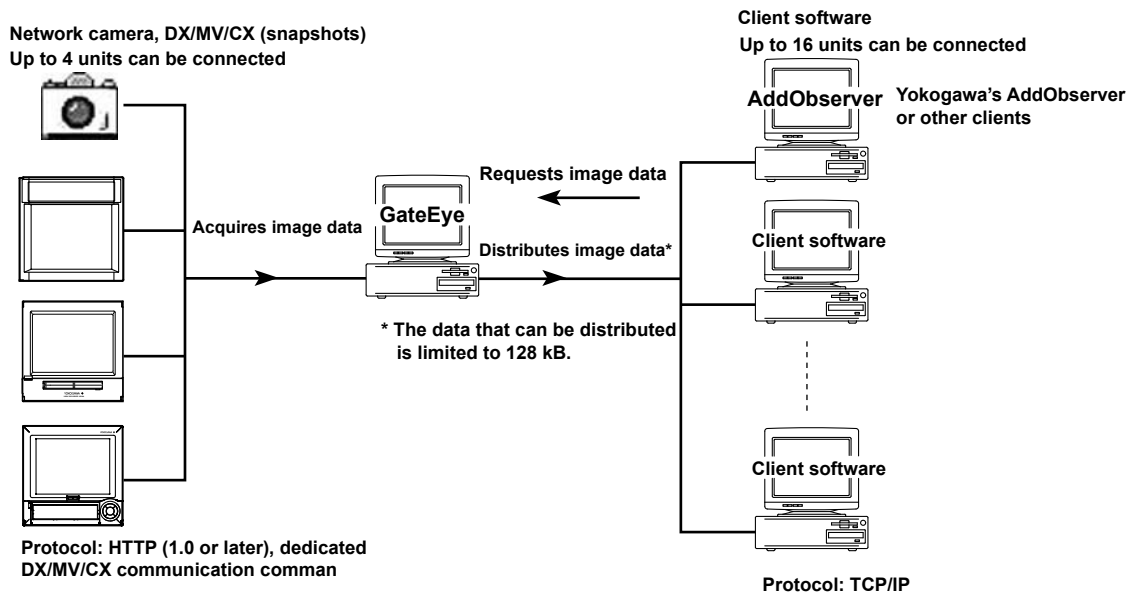 Network camera, DX/MV/CX (snapshots)
Up to 4 units can be connected
Acquires image data
GateEye
Requests image data
Distributes image data*
* The data that can be distributed
is limited to 128 kB.
Client software
Up to 16 units can be connected
AddObserver
Yokogawa's AddObserver
or other clients
Client software
Client software
Protocol: HTTP (1.0 or later), dedicated
DX/MV/CX communication comman
Protocol: TCP/IP